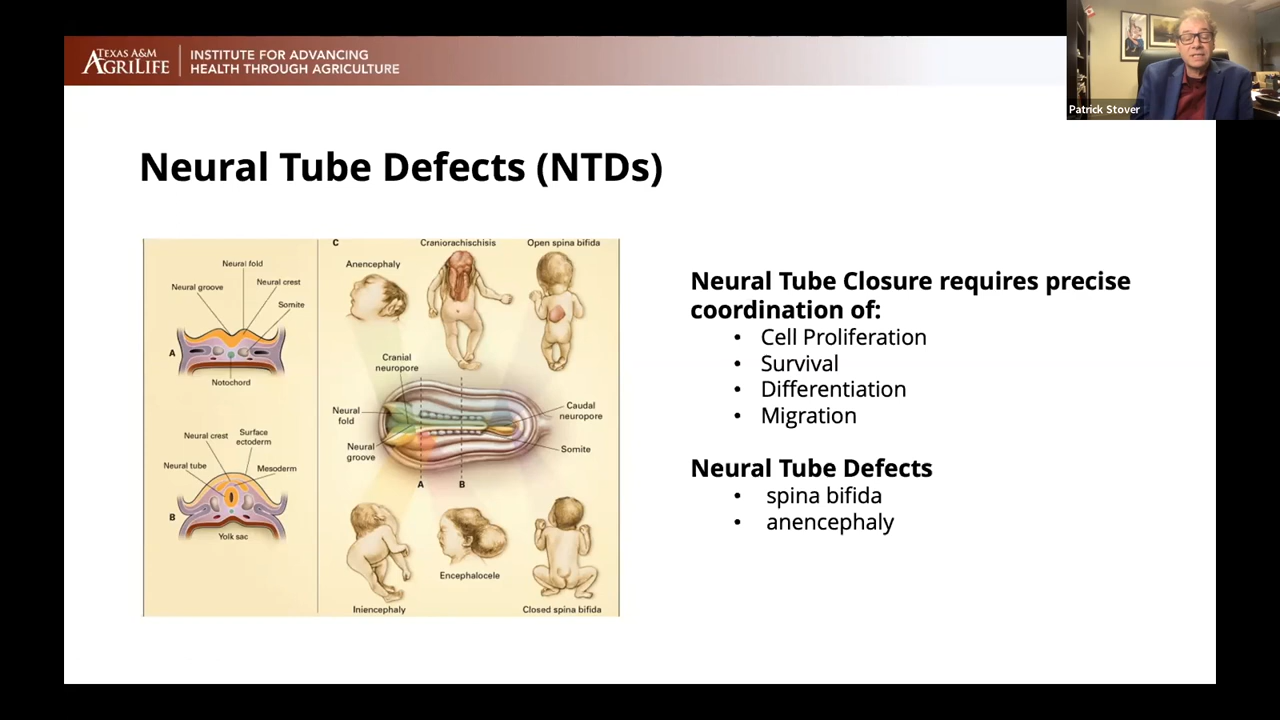 TEXAS A&M
AGRILIFE
INSTITUTE FOR ADVANCING
HEALTH THROUGH AGRICULTURE
Patrick Stover
Neural Tube Defects (NTDs)
Neural fold
Neural groove
Neural crest
Somite
A
Notochord
Neural crest
Surface
ectoderm
Neural tube
Mesoderm
B
Yolk sac
C
Craniorachischisis
Open spina bifida
Anencephaly
Cranial
neuropore
Neural
fold
Caudal
neuropore
Neural
groove
Somite
A
B
Encephalocele
Iniencephaly
Closed spina bifida
Neural Tube Closure requires precise
coordination of:
• Cell Proliferation
• Survival
• Differentiation
• Migration
Neural Tube Defects
• spina bifida
• anencephaly